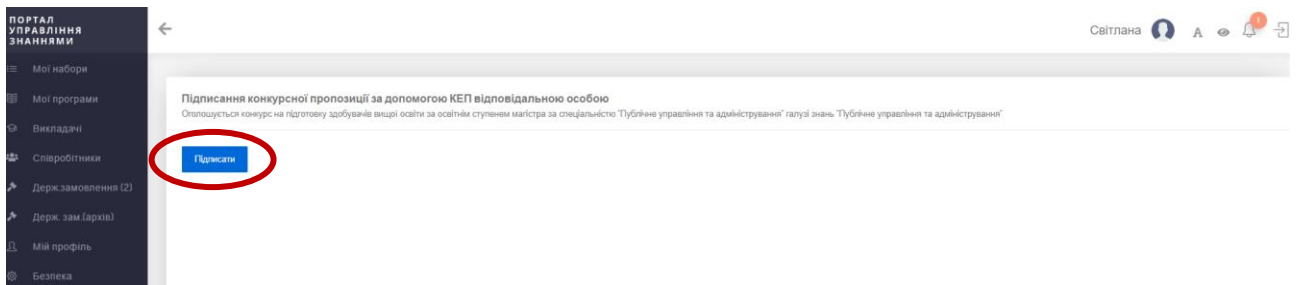 ПОРТАЛ
УПРАВЛІННЯ
ЗНАННЯМИ
Світлана
A
1
Мої набори
Мої програми
Викладачі
Співробітники
Держ.замовлення (2)
Держ. зам.(архів)
Мій профіль
Безпека
Підписання конкурсної пропозиції за допомогою КЕП відповідальною особою
Оголошується конкурс на підготовку здобувачів вищої освіти за освітнім ступенем магістра за спеціальністю "Публічне управління та адміністрування" галузі знань "Публічне управління та адміністрування"
Підписати